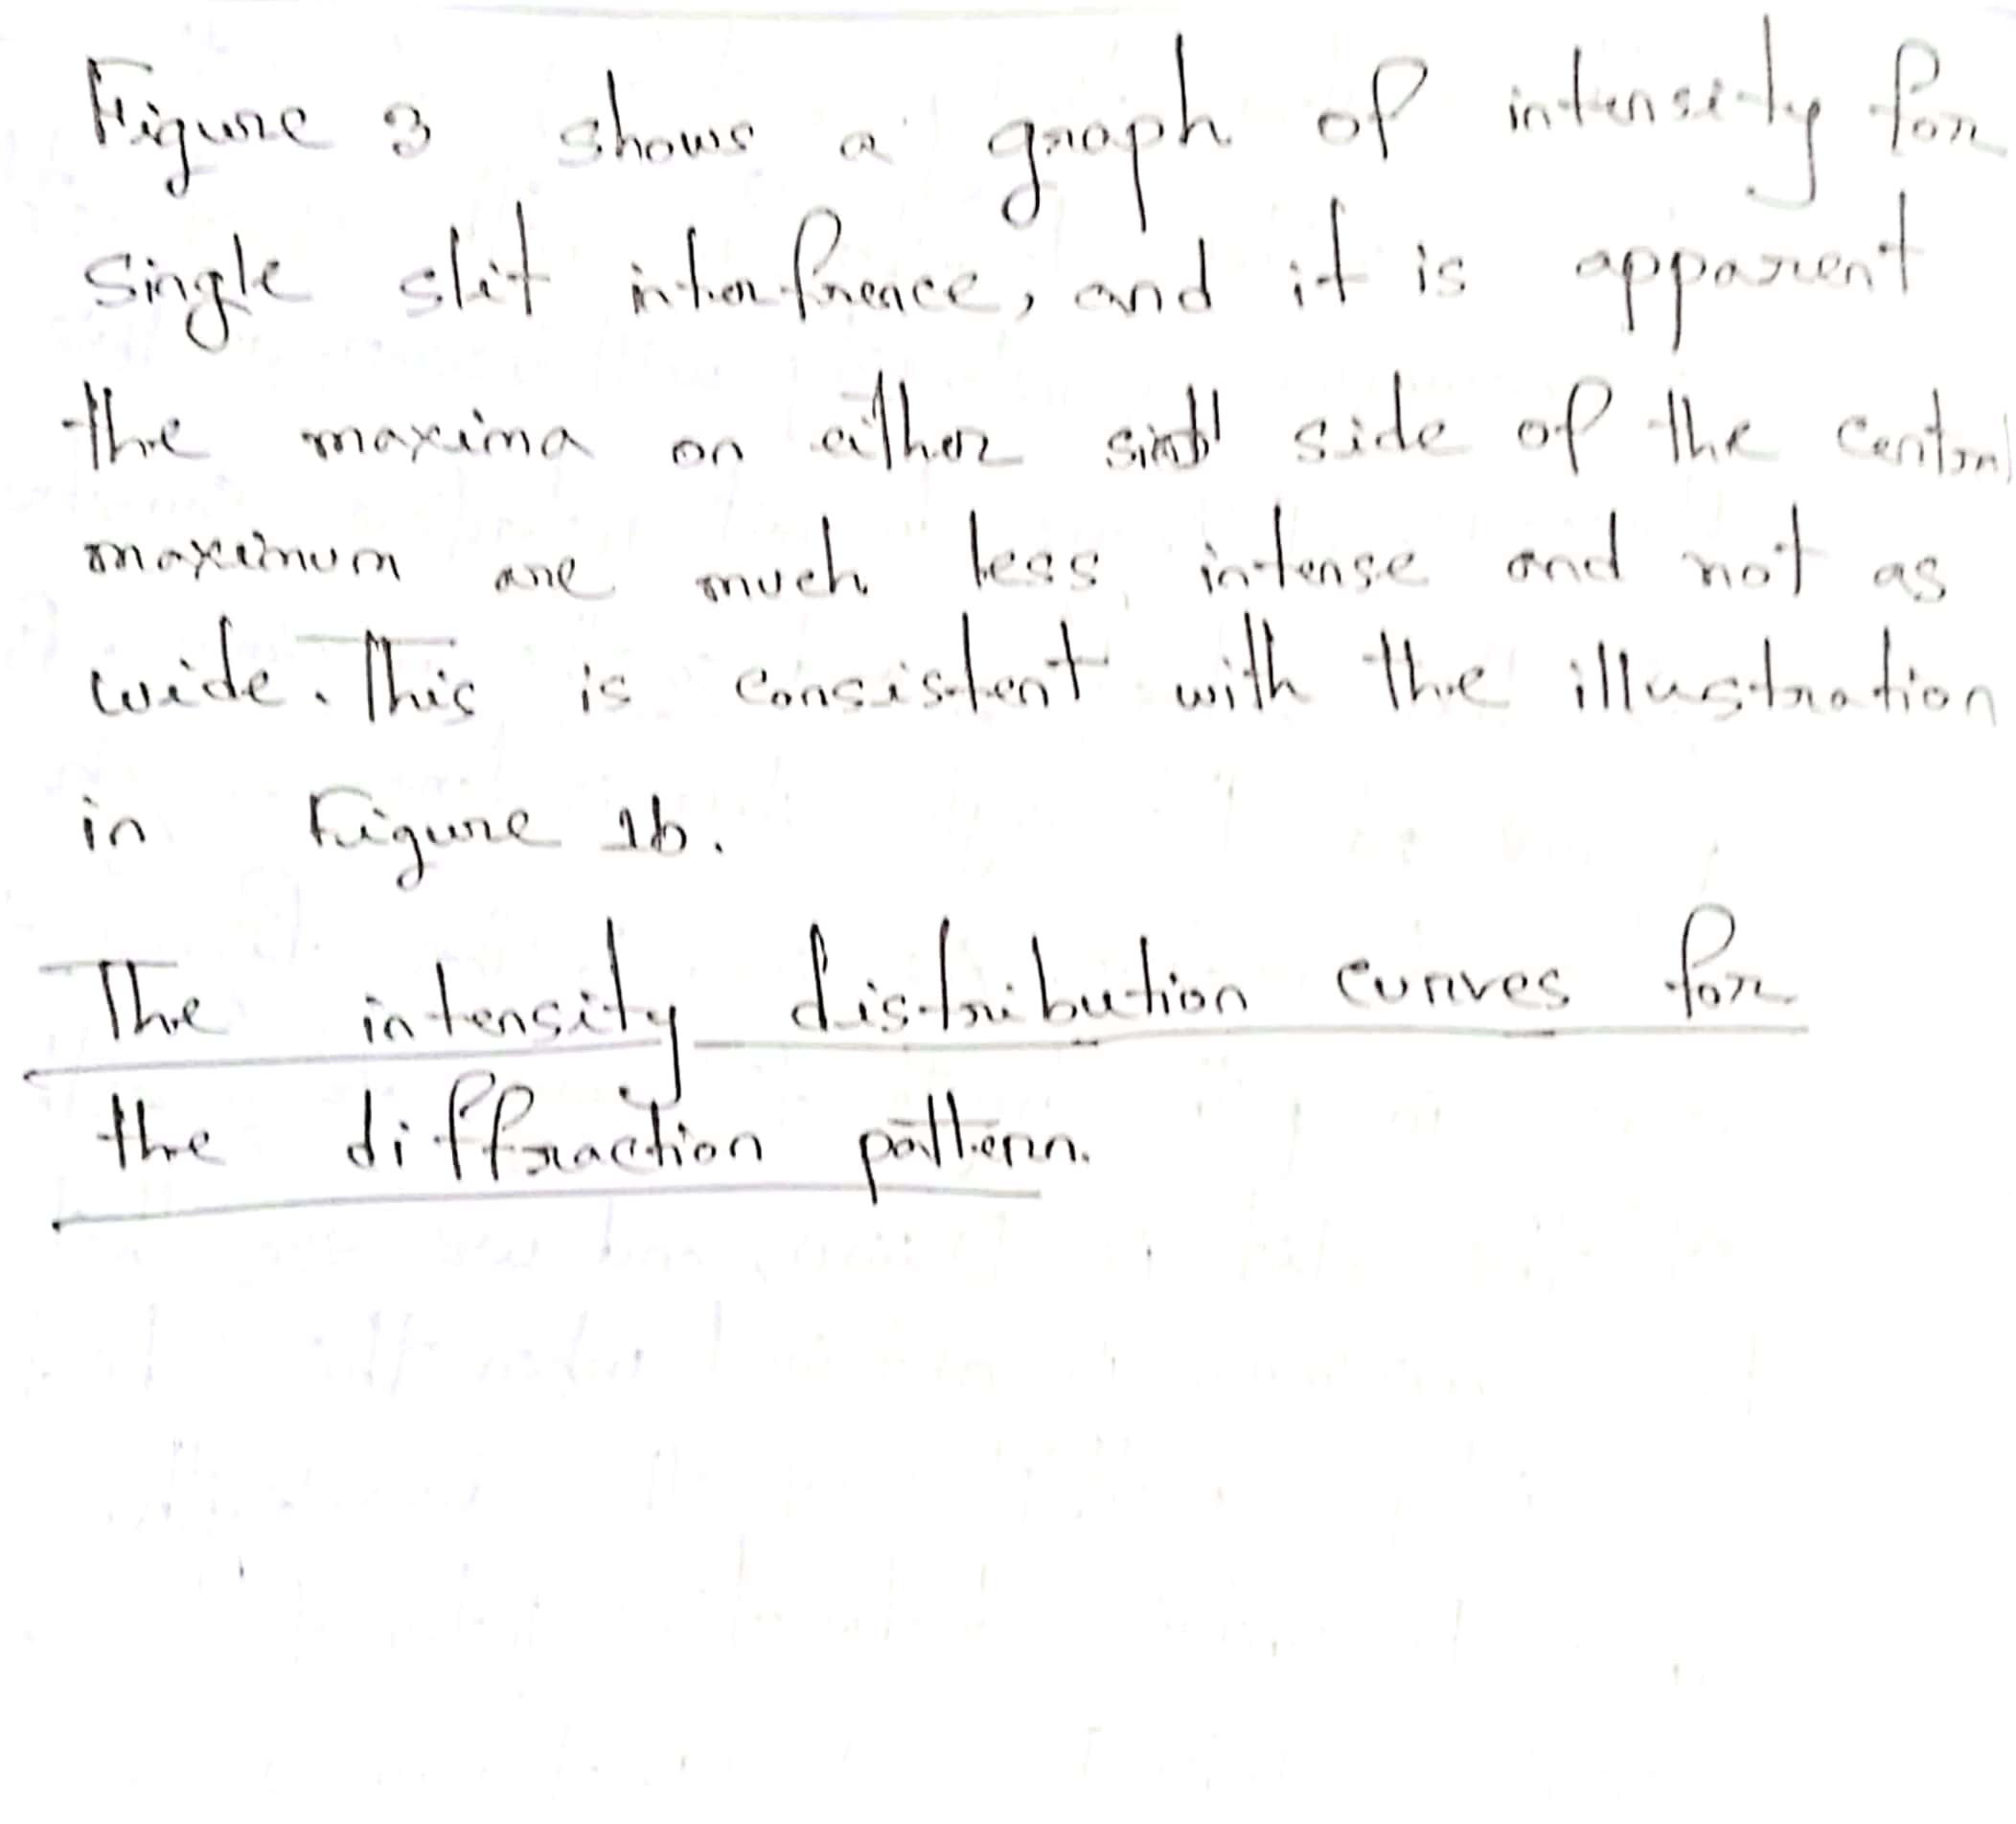 Figure 3 shows a graph of intensity for
single slit interfrence, and it is apparent
the maxima on either side of the central
maximum are much less intense and not as
wide. This is consistent with the illustration
in Figure 1b.
The intensity distribution curves for
the diffraction pattern.